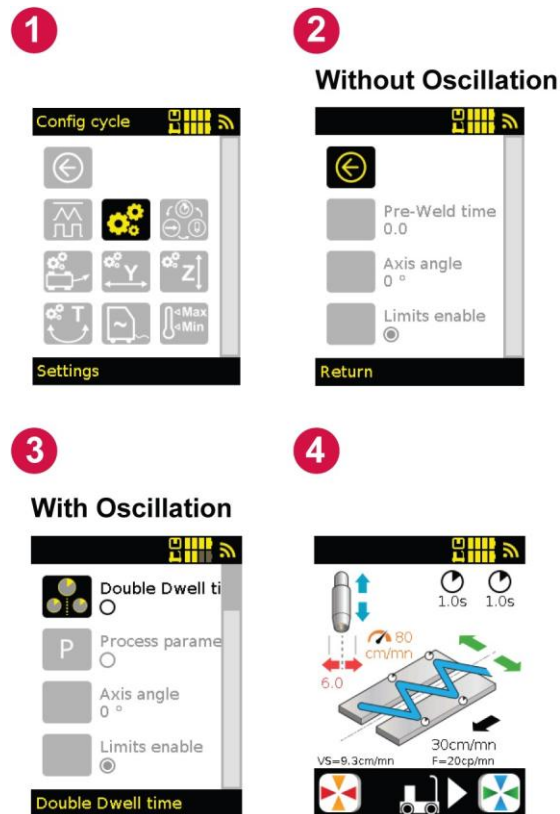 1
2
Without Oscillation
Config cycle
Y
Z
T
Max
Min
Settings
Pre-Weld time
0.0
Axis angle
0 °
Limits enable
Return
3
4
With Oscillation
Double Dwell ti
P
Process parame
Axis angle
0 °
Limits enable
Double Dwell time
1.0s 1.0s
80
cm/mn
6.0
30cm/mn
VS=9.3cm/mn F=20cp/mn